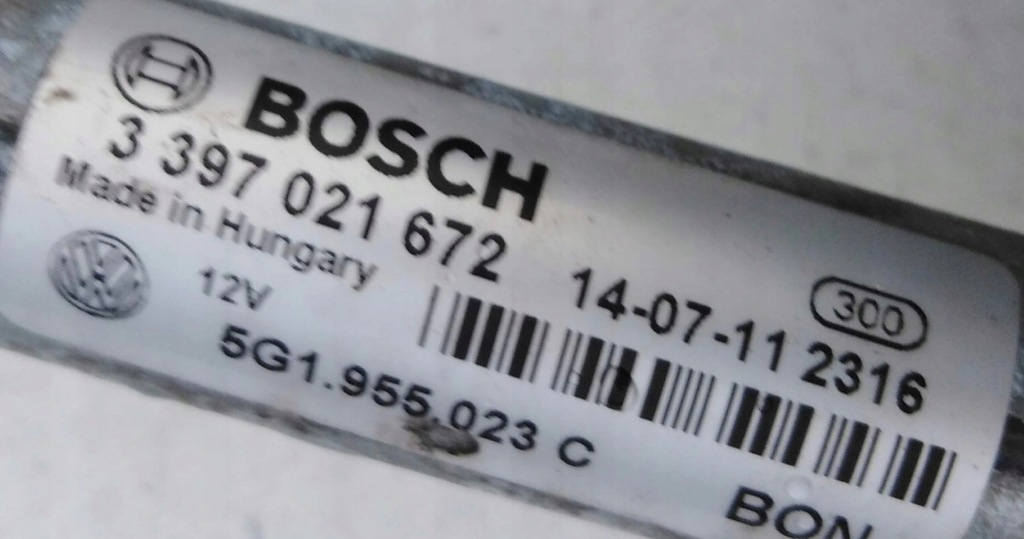 BOSCH
3 397 021 672 14-07-11 2316
Made in Hungary
300
12V
5G1.955.023 C
BON